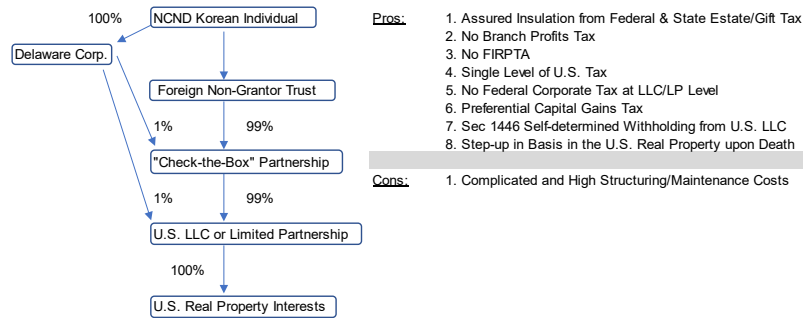 100%
NCND Korean Individual
Delaware Corp.
Foreign Non-Grantor Trust
1%
99%
"Check-the-Box" Partnership
1%
99%
U.S. LLC or Limited Partnership
100%
U.S. Real Property Interests
Pros:
1. Assured Insulation from Federal & State Estate/Gift Tax
2. No Branch Profits Tax
3. No FIRPTA
4. Single Level of U.S. Tax
5. No Federal Corporate Tax at LLC/LP Level
6. Preferential Capital Gains Tax
7. Sec 1446 Self-determined Withholding from U.S. LLC
8. Step-up in Basis in the U.S. Real Property upon Death
Cons:
1. Complicated and High Structuring/Maintenance Costs